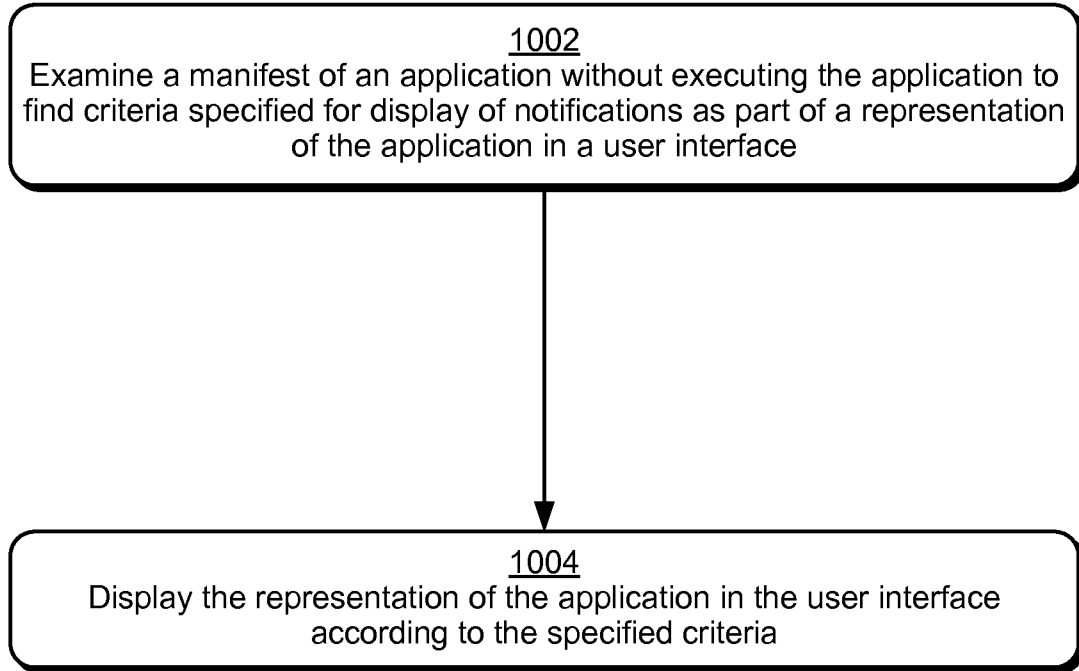 1002
Examine a manifest of an application without executing the application to
find criteria specified for display of notifications as part of a representation
of the application in a user interface
1004
Display the representation of the application in the user interface
according to the specified criteria